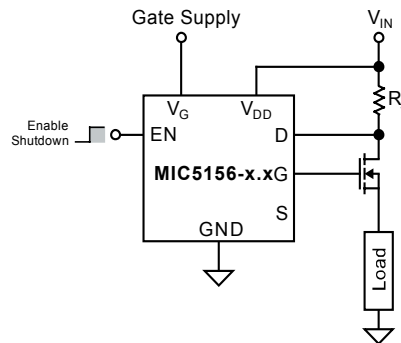 Gate Supply
VIN
VG
VDD
R
Enable
Shutdown
EN
D
MIC5156-x.x
G
S
GND
Load